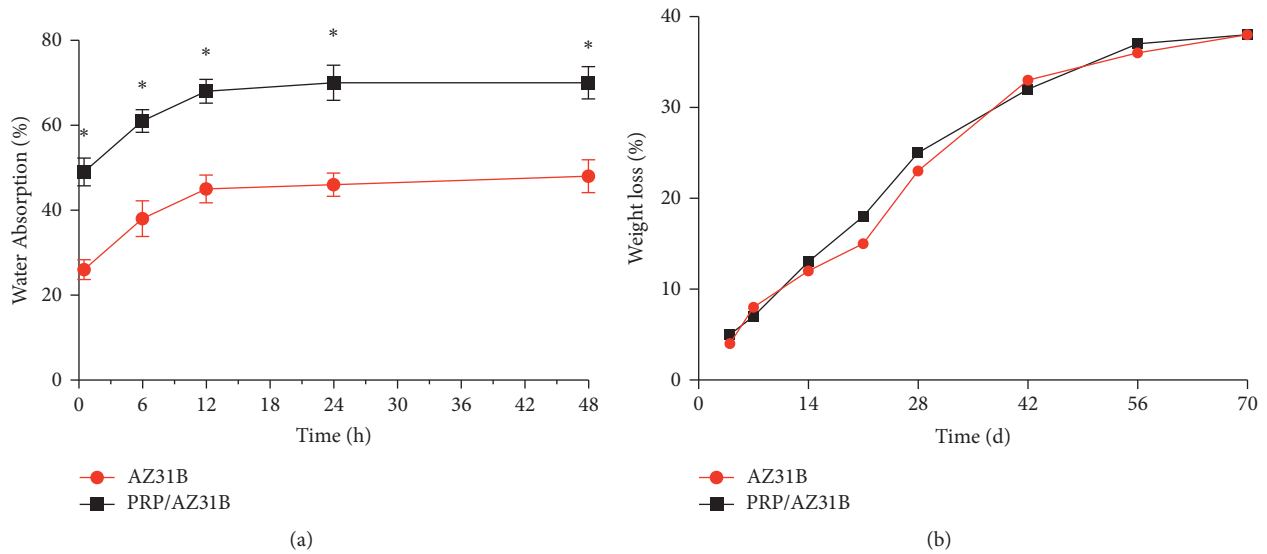 80
60
40
20
0
Water Absorption (%)
* * * * *
0 6 12 18 24 30 36 42 48
Time (h)
AZ31B
PRP/AZ31B
(a)
40
30
20
10
0
Weight loss (%)
0 14 28 42 56 70
Time (d)
AZ31B
PRP/AZ31B
(b)